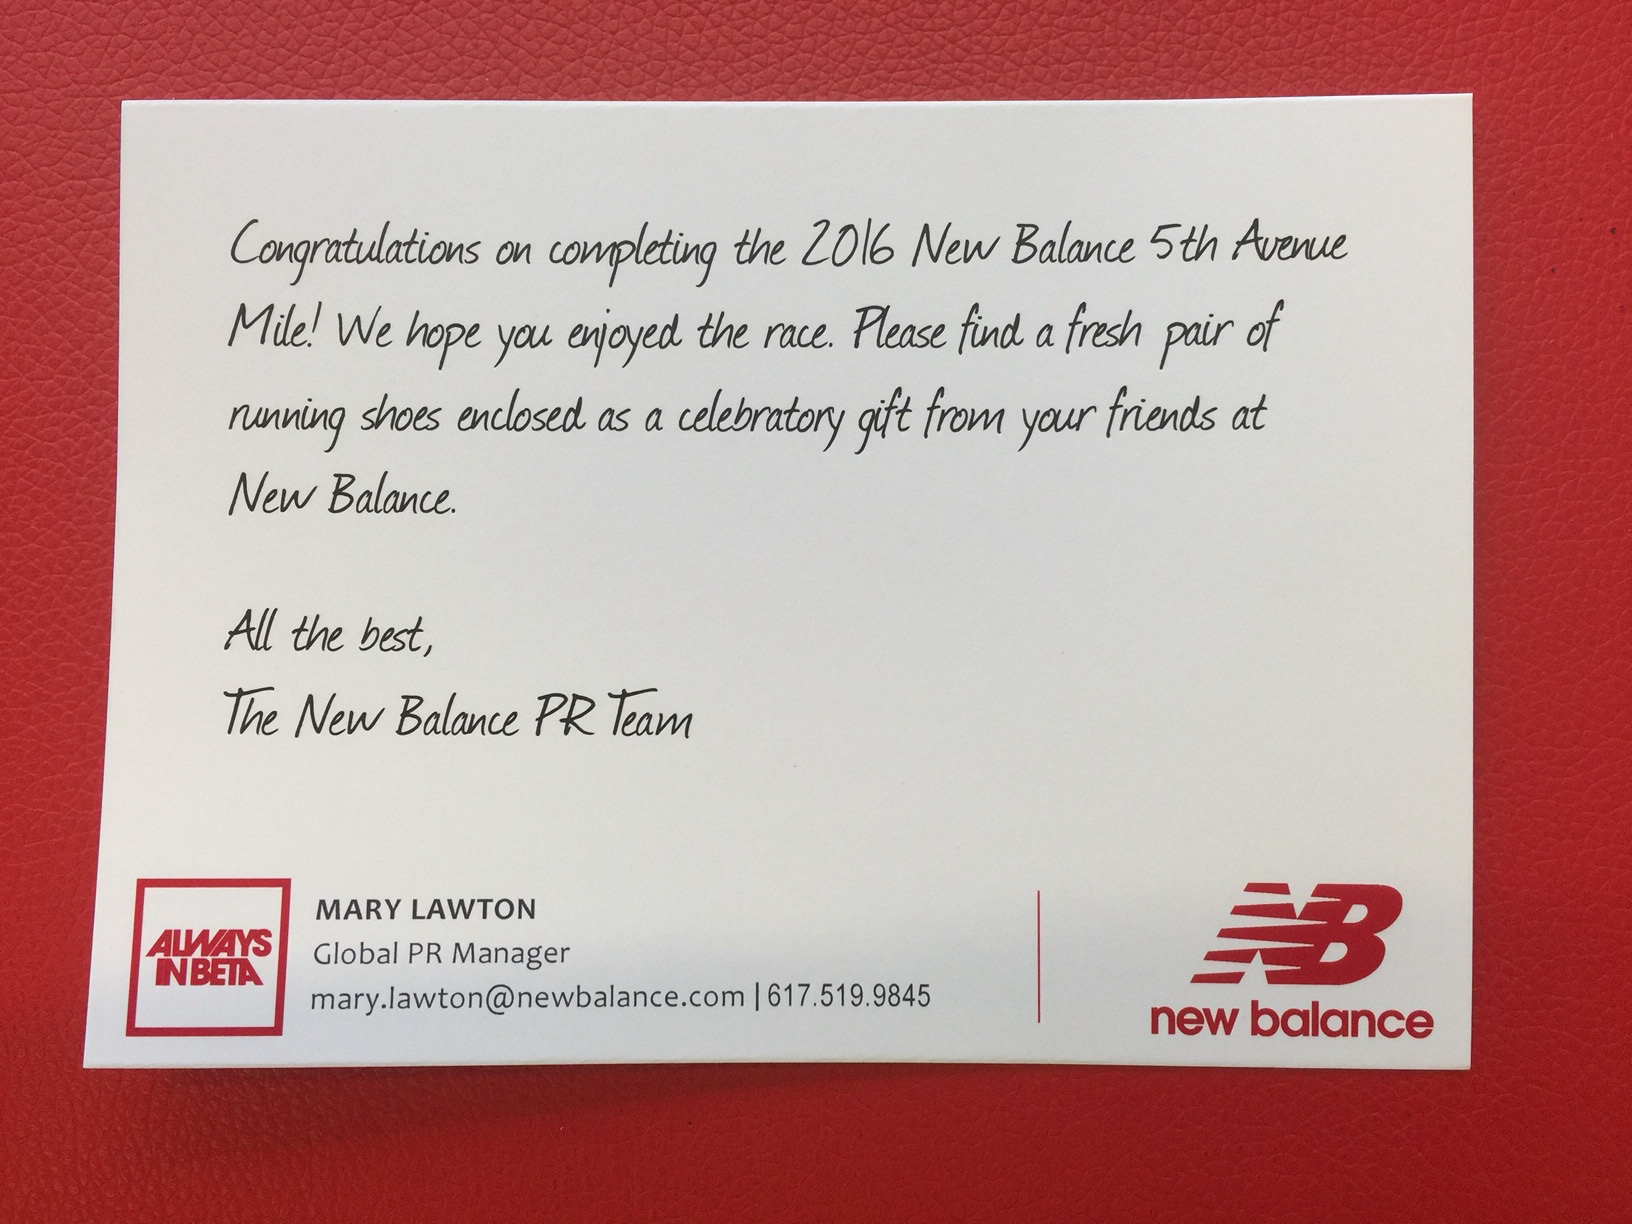 Congratulations on completing the 2016 New Balance 5th Avenue
Mile! We hope you enjoyed the race. Please find a fresh pair of
running shoes enclosed as a celebratory gift from your friends at
New Balance.
All the best,
The New Balance PR Team
ALWAYS
IN BETA
MARY LAWTON
Global PR Manager
mary.lawton@newbalance.com | 617.519.9845
NB
new balance